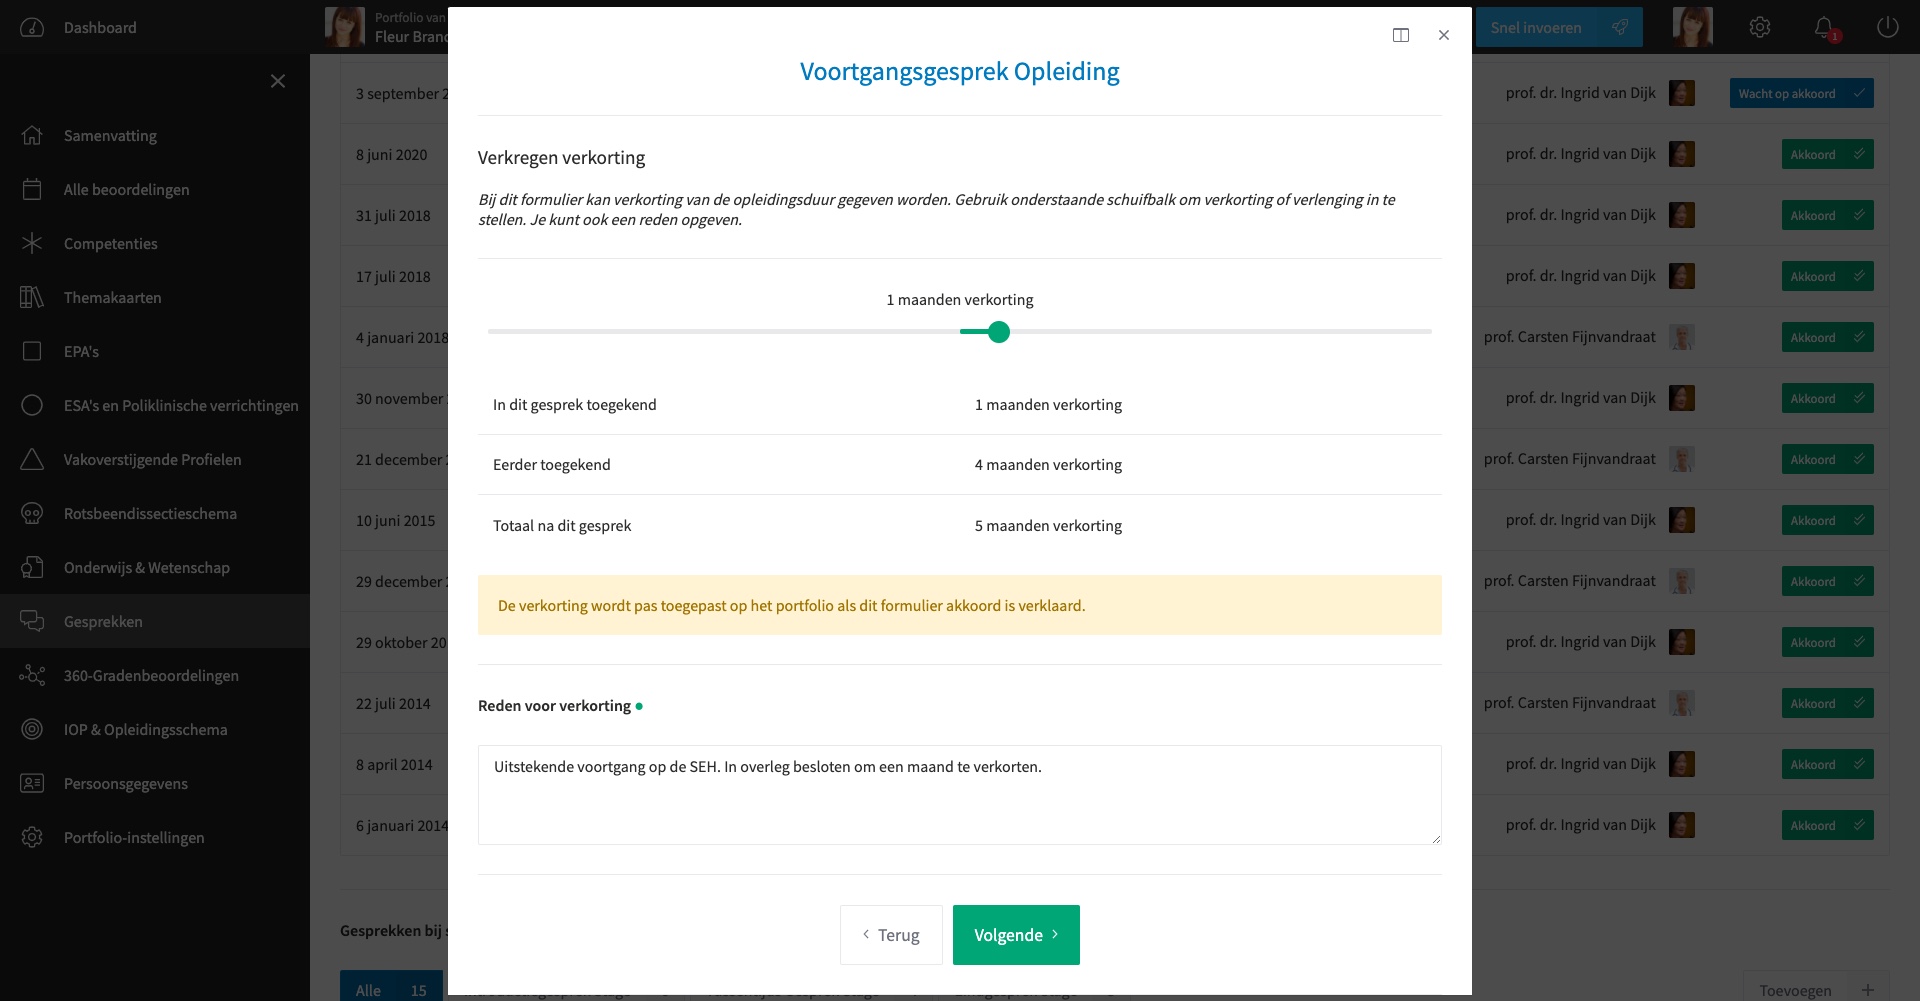 Dashboard
Portfolio van
Fleur Branc
Snel invoeren
1
Samenvatting
Alle beoordelingen
Competenties
Themakaarten
EPA's
ESA's en Poliklinische verrichtingen
Vakoverstijgende Profielen
Rotsbeendissectieschema
Onderwijs & Wetenschap
Gesprekken
360-Gradenbeoordelingen
IOP & Opleidingsschema
Persoonsgegevens
Portfolio-instellingen
3 september 2
8 juni 2020
31 juli 2018
17 juli 2018
4 januari 2018
30 november
21 december
10 juni 2015
29 december
29 oktober 20
22 juli 2014
8 april 2014
6 januari 2014
Gesprekken bij
Alle 15
Voortgangsgesprek Opleiding
Verkregen verkorting
Bij dit formulier kan verkorting van de opleidingsduur gegeven worden. Gebruik onderstaande schuifbalk om verkorting of verlenging in te
stellen. Je kunt ook een reden opgeven.
1 maanden verkorting
In dit gesprek toegekend 1 maanden verkorting
Eerder toegekend 4 maanden verkorting
Totaal na dit gesprek 5 maanden verkorting
De verkorting wordt pas toegepast op het portfolio als dit formulier akkoord is verklaard.
Reden voor verkorting
Uitstekende voortgang op de SEH. In overleg besloten om een maand te verkorten.
Terug
Volgende
prof. dr. Ingrid van Dijk Wacht op akkoord
prof. dr. Ingrid van Dijk Akkoord
prof. dr. Ingrid van Dijk Akkoord
prof. dr. Ingrid van Dijk Akkoord
prof. Carsten Fijnvandraat Akkoord
prof. dr. Ingrid van Dijk Akkoord
prof. Carsten Fijnvandraat Akkoord
prof. dr. Ingrid van Dijk Akkoord
prof. Carsten Fijnvandraat Akkoord
prof. dr. Ingrid van Dijk Akkoord
prof. Carsten Fijnvandraat Akkoord
prof. dr. Ingrid van Dijk Akkoord
prof. dr. Ingrid van Dijk Akkoord
Toevoegen